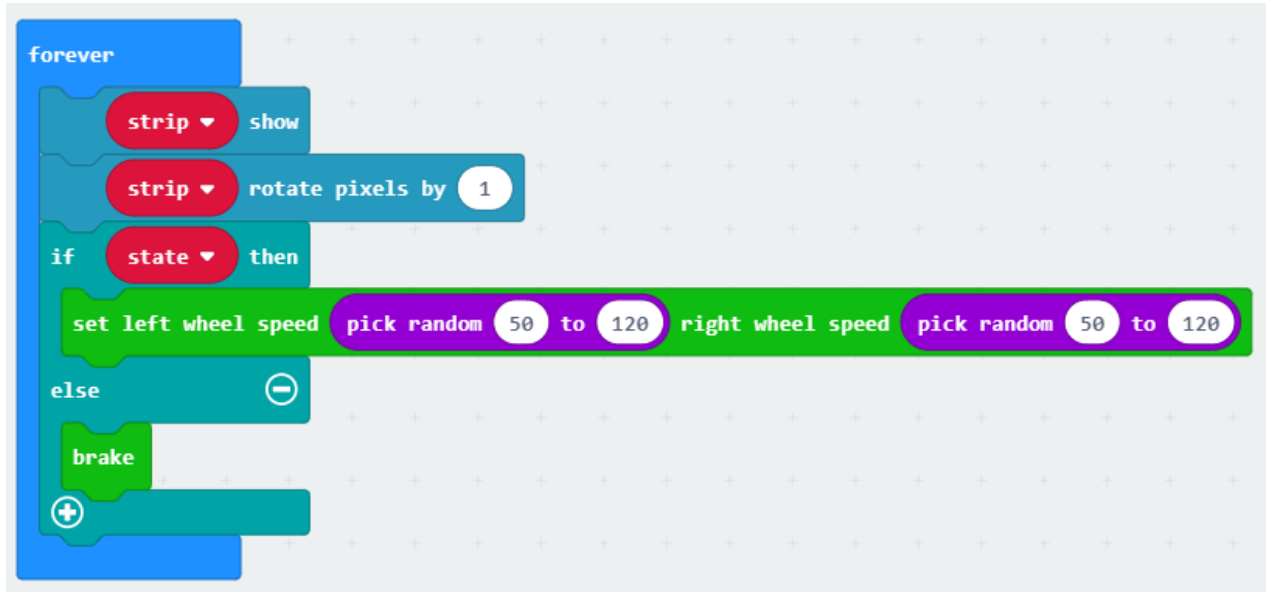 forever
strip show
strip rotate pixels by 1
if state then
set left wheel speed pick random 50 to 120 right wheel speed pick random 50 to 120
else
brake